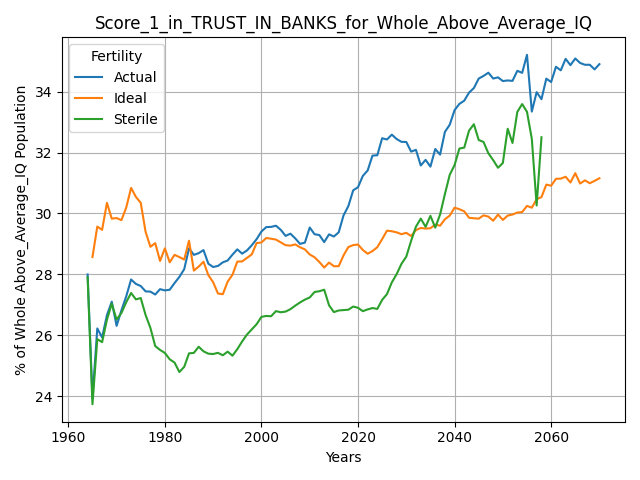 Score_1_in_TRUST_IN_BANKS_for_Whole_Above_Average_IQ
Fertility
Actual
Ideal
Sterile
% of Whole Above_Average_IQ Population
34
32
30
28
26
24
1960
1980
2000
2020
2040
2060
Years